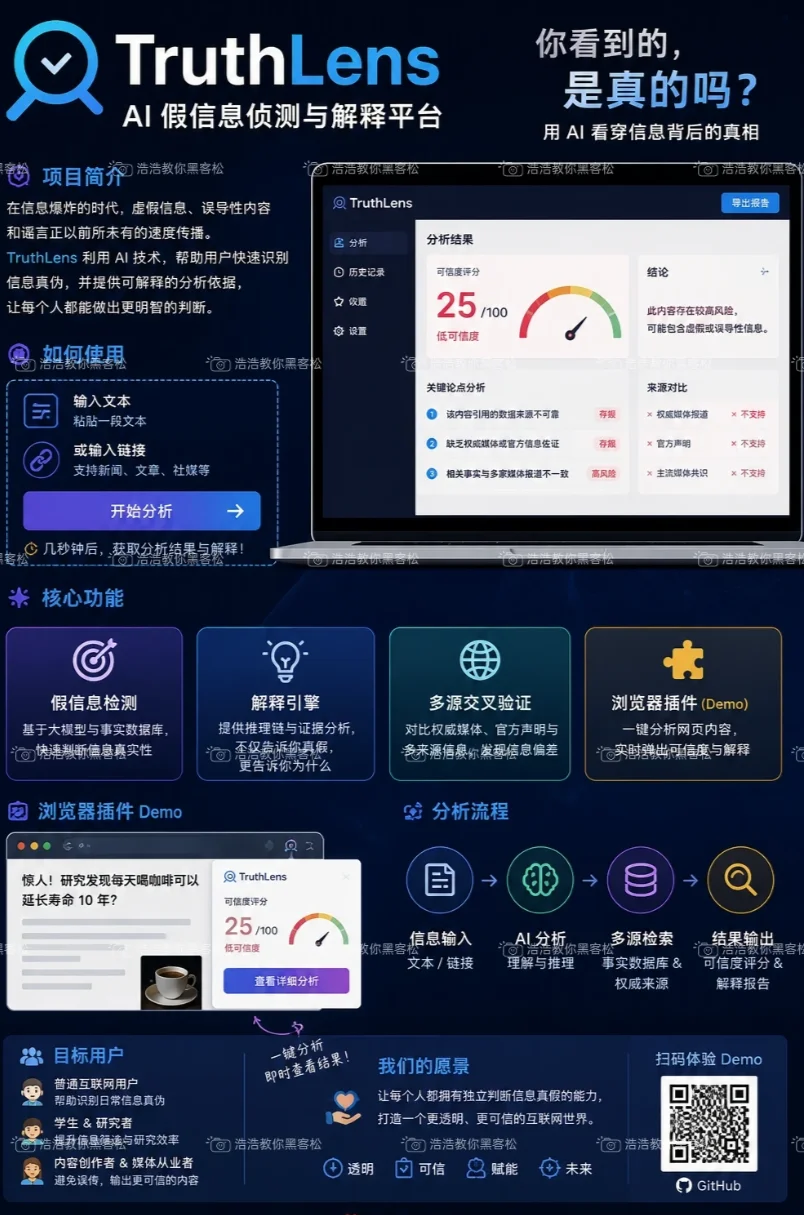 TruthLens
AI 假信息侦测与解释平台
你看到的，
是真的吗？
用 AI 看穿信息背后的真相
项目简介
在信息爆炸的时代，虚假信息、误导性内容
和谣言正以前所未有的速度传播。
TruthLens 利用 AI 技术，帮助用户快速识别
信息真伪，并提供可解释的分析依据，
让每个人都能做出更明智的判断。
如何使用
输入文本
粘贴一段文本
或输入链接
支持新闻、文章、社媒等
开始分析
几秒钟后，获取分析结果与解释！
TruthLens
导出报告
分析
历史记录
设置
分析结果
可信度评分
25 /100
低可信度
结论
此内容存在较高风险，
可能包含虚假或误导性信息。
关键论点分析
1 该内容引用的数据来源不可靠
2 缺乏权威媒体或官方信息佐证
3 相关事实与多家媒体报道不一致 高风险
来源对比
× 权威媒体报道 × 不支持
× 官方声明 × 不支持
× 主流媒体共识 × 不支持
核心功能
假信息检测
基于大模型与事实数据库，
快速判断信息真实性
解释引擎
提供推理链与证据分析，
不仅告诉你真假，
更告诉你为什么
多源交叉验证
对比权威媒体、官方声明与
多来源信息，发现信息偏差
浏览器插件 (Demo)
一键分析网页内容，
实时弹出可信度与解释
浏览器插件 Demo
惊人！研究发现每天喝咖啡可以
延长寿命 10 年？
TruthLens
可信度评分
25 /100
低可信度
查看详细分析
一键分析
即时查看结果！
分析流程
信息输入
文本 / 链接
AI 分析
理解与推理
多源检索
事实数据库 &
权威来源
结果输出
可信度评分 &
解释报告
目标用户
普通互联网用户
帮助识别日常信息真伪
学生 & 研究者
提升信息筛选与研究效率
内容创作者 & 媒体从业者
避免误传，输出更可信的内容
我们的愿景
让每个人都拥有独立判断信息真假的能力，
打造一个更透明、更可信的互联网世界。
透明
可信
赋能
未来
扫码体验 Demo
GitHub
浩浩教你黑客松